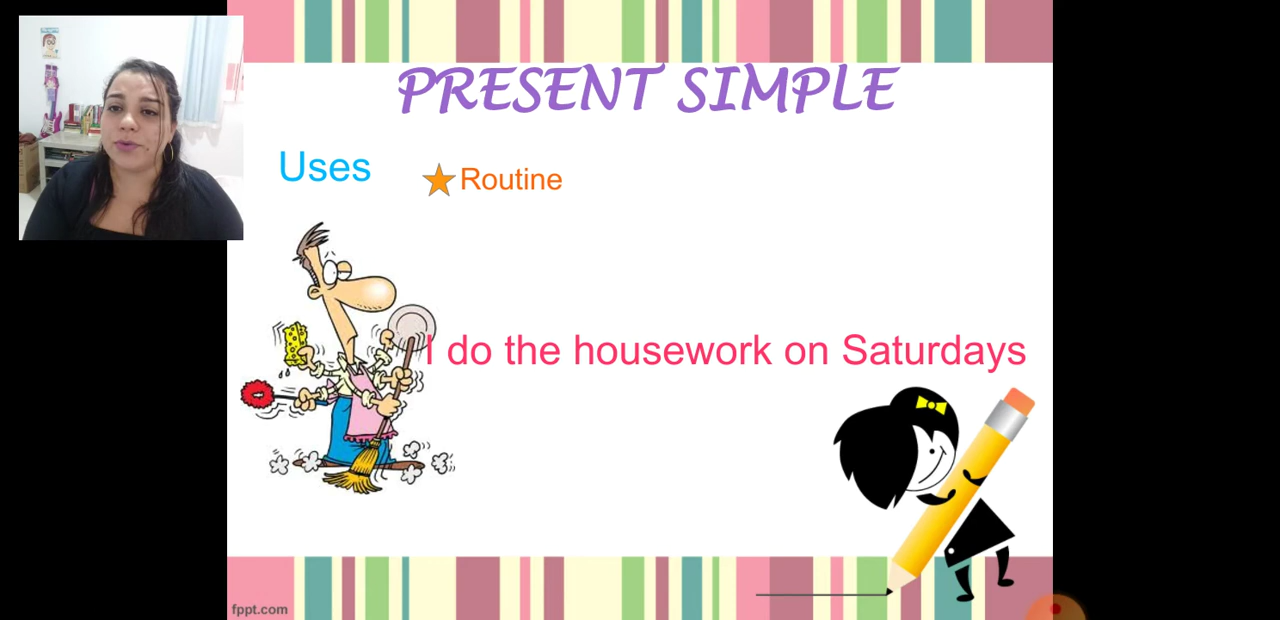 PRESENT SIMPLE
Uses
Routine
I do the housework on Saturdays
fppt.com